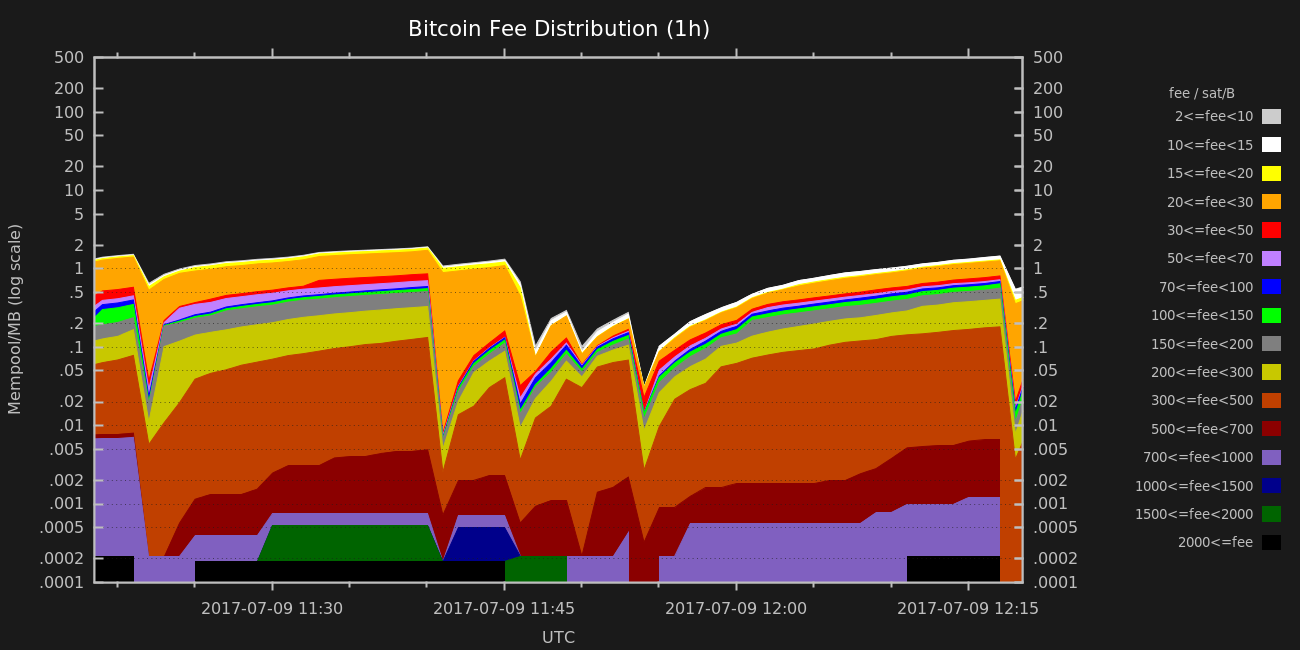 Bitcoin Fee Distribution (1h)
500 500
200 200
100 100
50 50
20 20
10 10
5 5
2 2
1 1
.5 .5
.2 .2
.1 .1
.05 .05
.02 .02
.01 .01
.005 .005
.002 .002
.001 .001
.0005 .0005
.0002 .0002
.0001 .0001
Mempool/MB (log scale)
2017-07-09 11:30 2017-07-09 11:45 2017-07-09 12:00 2017-07-09 12:15
UTC
fee / sat/B
2<=fee<10
10<=fee<15
15<=fee<20
20<=fee<30
30<=fee<50
50<=fee<70
70<=fee<100
100<=fee<150
150<=fee<200
200<=fee<300
300<=fee<500
500<=fee<700
700<=fee<1000
1000<=fee<1500
1500<=fee<2000
2000<=fee